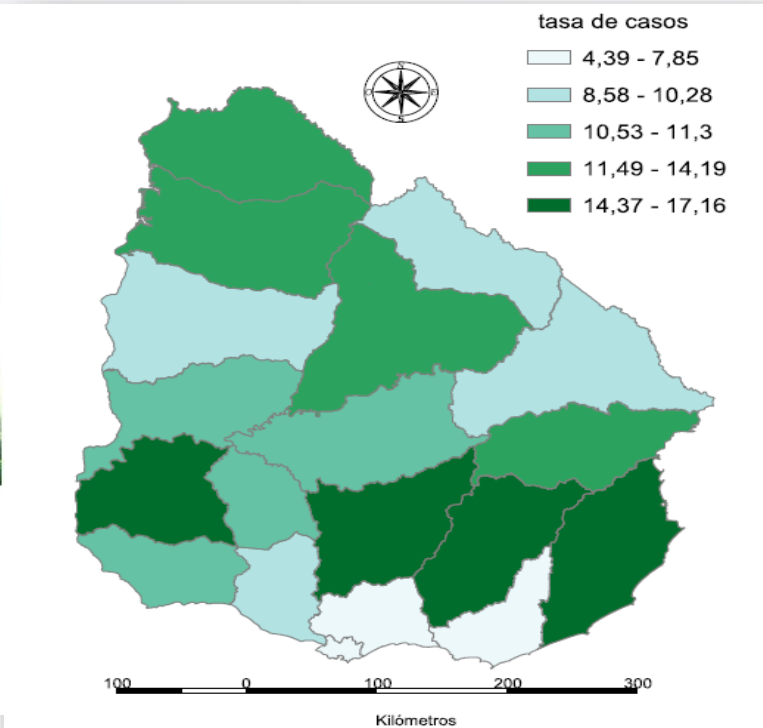 tasa de casos
4,39 - 7,85
8,58 - 10,28
10,53 - 11,3
11,49 - 14,19
14,37 - 17,16
S
O E
S
100 0 100 200 300
Kilómetros